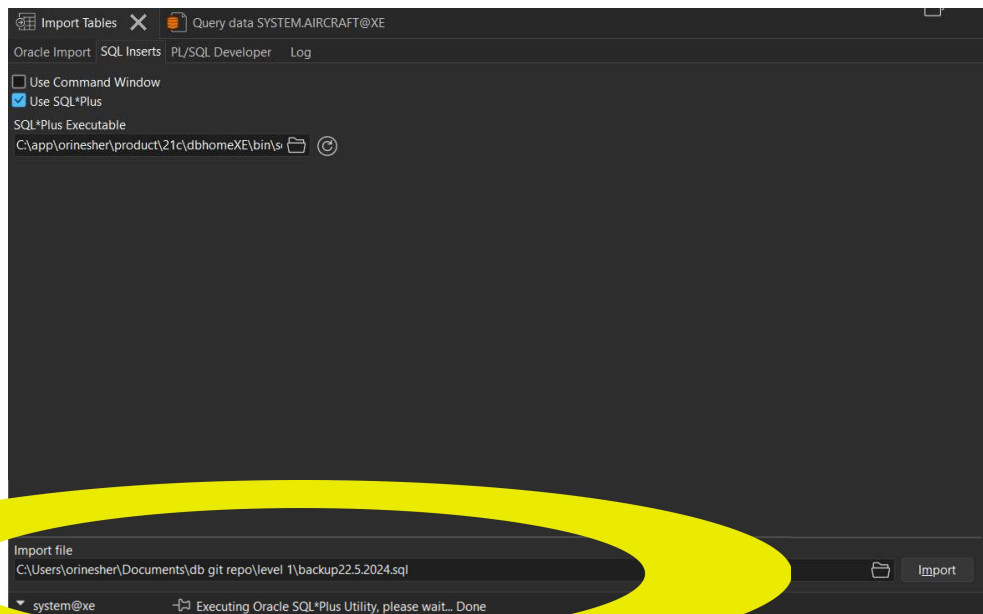 Import Tables Query data SYSTEM.AIRCRAFT@XE
Oracle Import SQL Inserts PL/SQL Developer Log
Use Command Window
Use SQL*Plus
SQL*Plus Executable
C:\app\orinesher\product\21c\dbhomeXE\bin\s
Import file
C:\Users\orinesher\Documents\db git repo\level 1\backup22.5.2024.sql
Import
system@xe Executing Oracle SQL*Plus Utility, please wait... Done